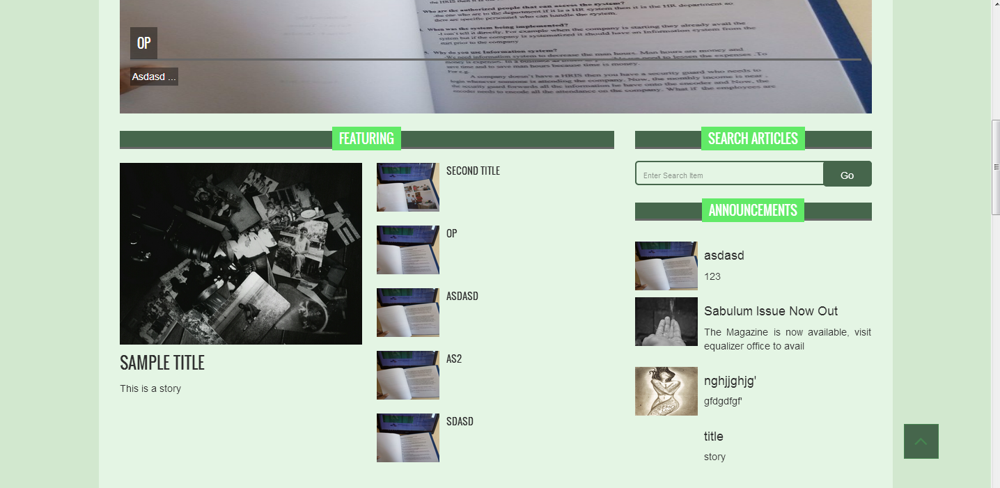 the HRIS then it is the
Who are the authorized people that can access the system?
-the one who are to the department if it is a HR system then it is the HR department so
there are specific personnel who can handle the system.
When was the system being implemented?
-I can't tell it directly. For example when the company is starting they already avail the
system but if the company is systematized it should have an Information system from the
start prior to the company
5. Why do you use Information system?
-We need information system to decrease the man hours. Man hours are money and
money is expenses. In a business as
need to lessen the expenses .To
save time and to save man hours because time is money.
For e.g.
A company doesn't have a HRIS then you have a security guard who needs to
login whenever someone is attending the company. Now, the monthly income is near .
the security guard forwards all the information he have onto the encoder and Now, the
encoder needs to encode all the attendance on the company. What if the employees are
OP
Asdasd ...
FEATURING
SAMPLE TITLE
This is a story
SECOND TITLE
OP
ASDASD
AS2
SDASD
SEARCH ARTICLES
Enter Search Item
Go
ANNOUNCEMENTS
asdasd
123
Sabulum Issue Now Out
The Magazine is now available, visit
equalizer office to avail
nghjjghjg'
gfdgdfgf'
title
story